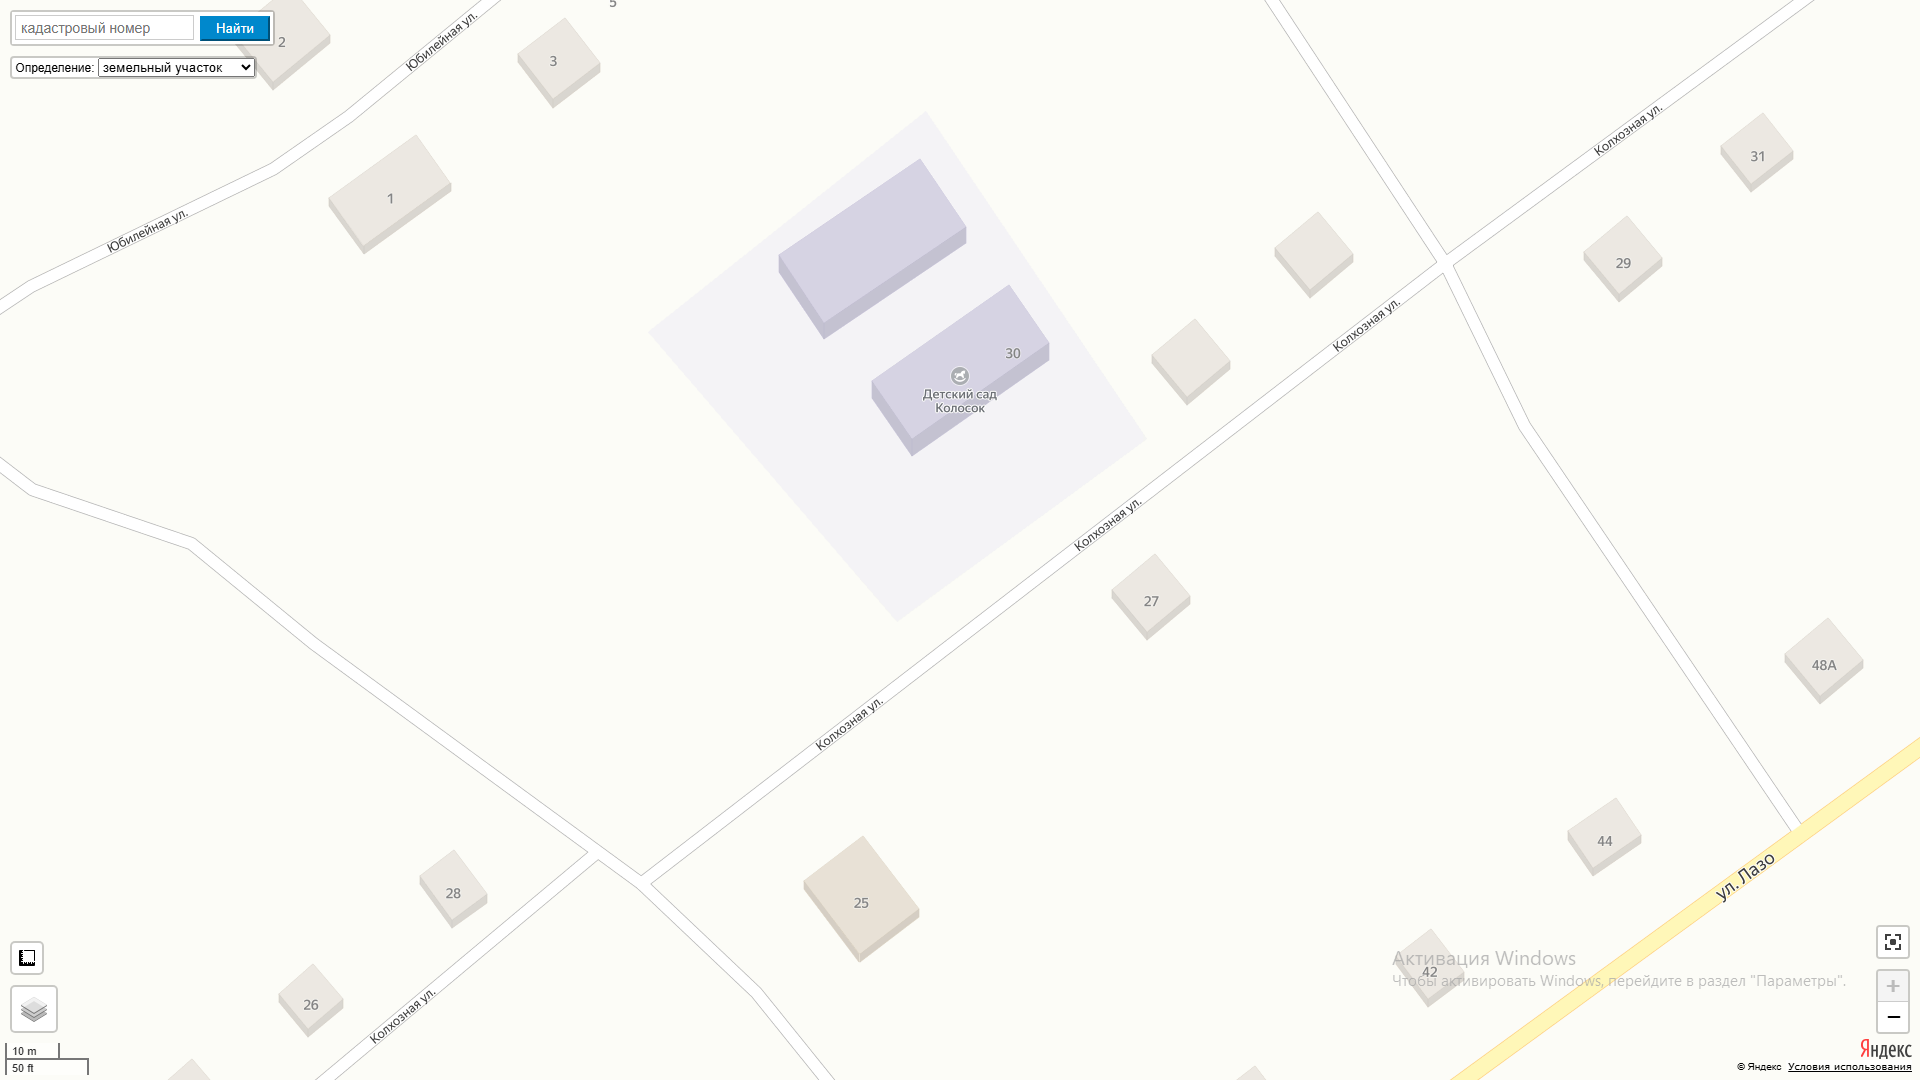 кадастровый номер
Найти
Определение: земельный участок
2
Юбилейная ул.
3
5
1
Юбилейная ул.
Колхозная ул.
31
29
Колхозная ул.
30
Детский сад
Колосок
Колхозная ул.
27
48А
Колхозная ул.
44
ул. Лазо
28
25
42
26
Колхозная ул.
Активация Windows
Чтобы активировать Windows, перейдите в раздел "Параметры".
+
−
10 m
50 ft
Яндекс
© Яндекс Условия использования